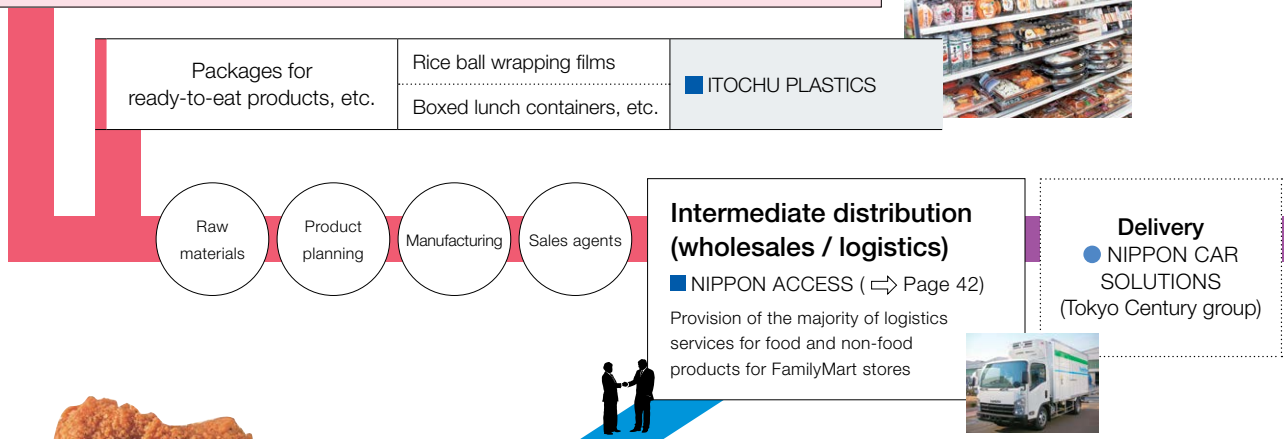 Packages for
ready-to-eat products, etc.
Rice ball wrapping films
Boxed lunch containers, etc.
ITOCHU PLASTICS
Raw
materials
Product
planning
Manufacturing
Sales agents
Intermediate distribution
(wholesales / logistics)
NIPPON ACCESS ( ⇨ Page 42)
Provision of the majority of logistics
services for food and non-food
products for FamilyMart stores
Delivery
NIPPON CAR
SOLUTIONS
(Tokyo Century group)